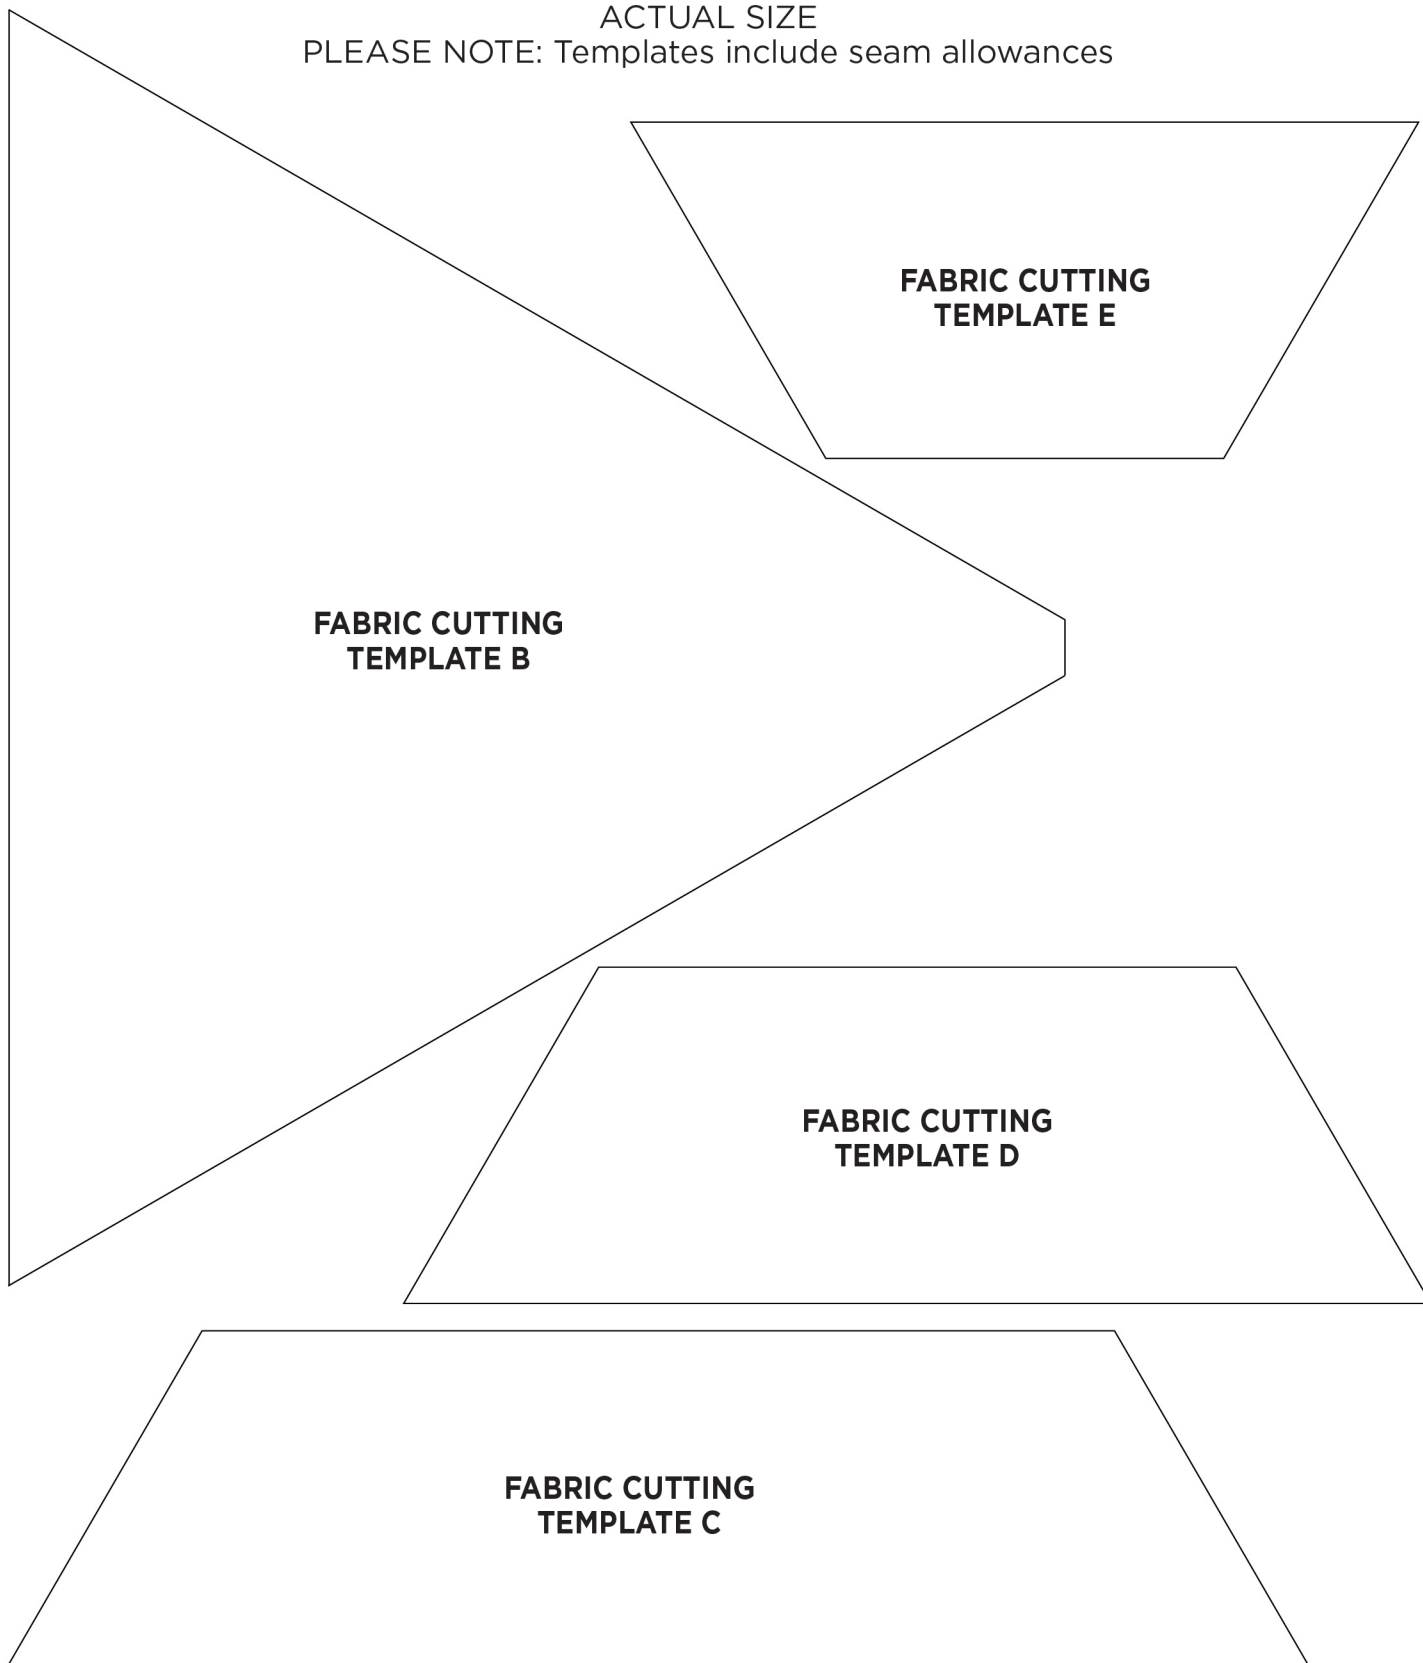 ACTUAL SIZE
PLEASE NOTE: Templates include seam allowances
FABRIC CUTTING
TEMPLATE E
FABRIC CUTTING
TEMPLATE B
FABRIC CUTTING
TEMPLATE D
FABRIC CUTTING
TEMPLATE C